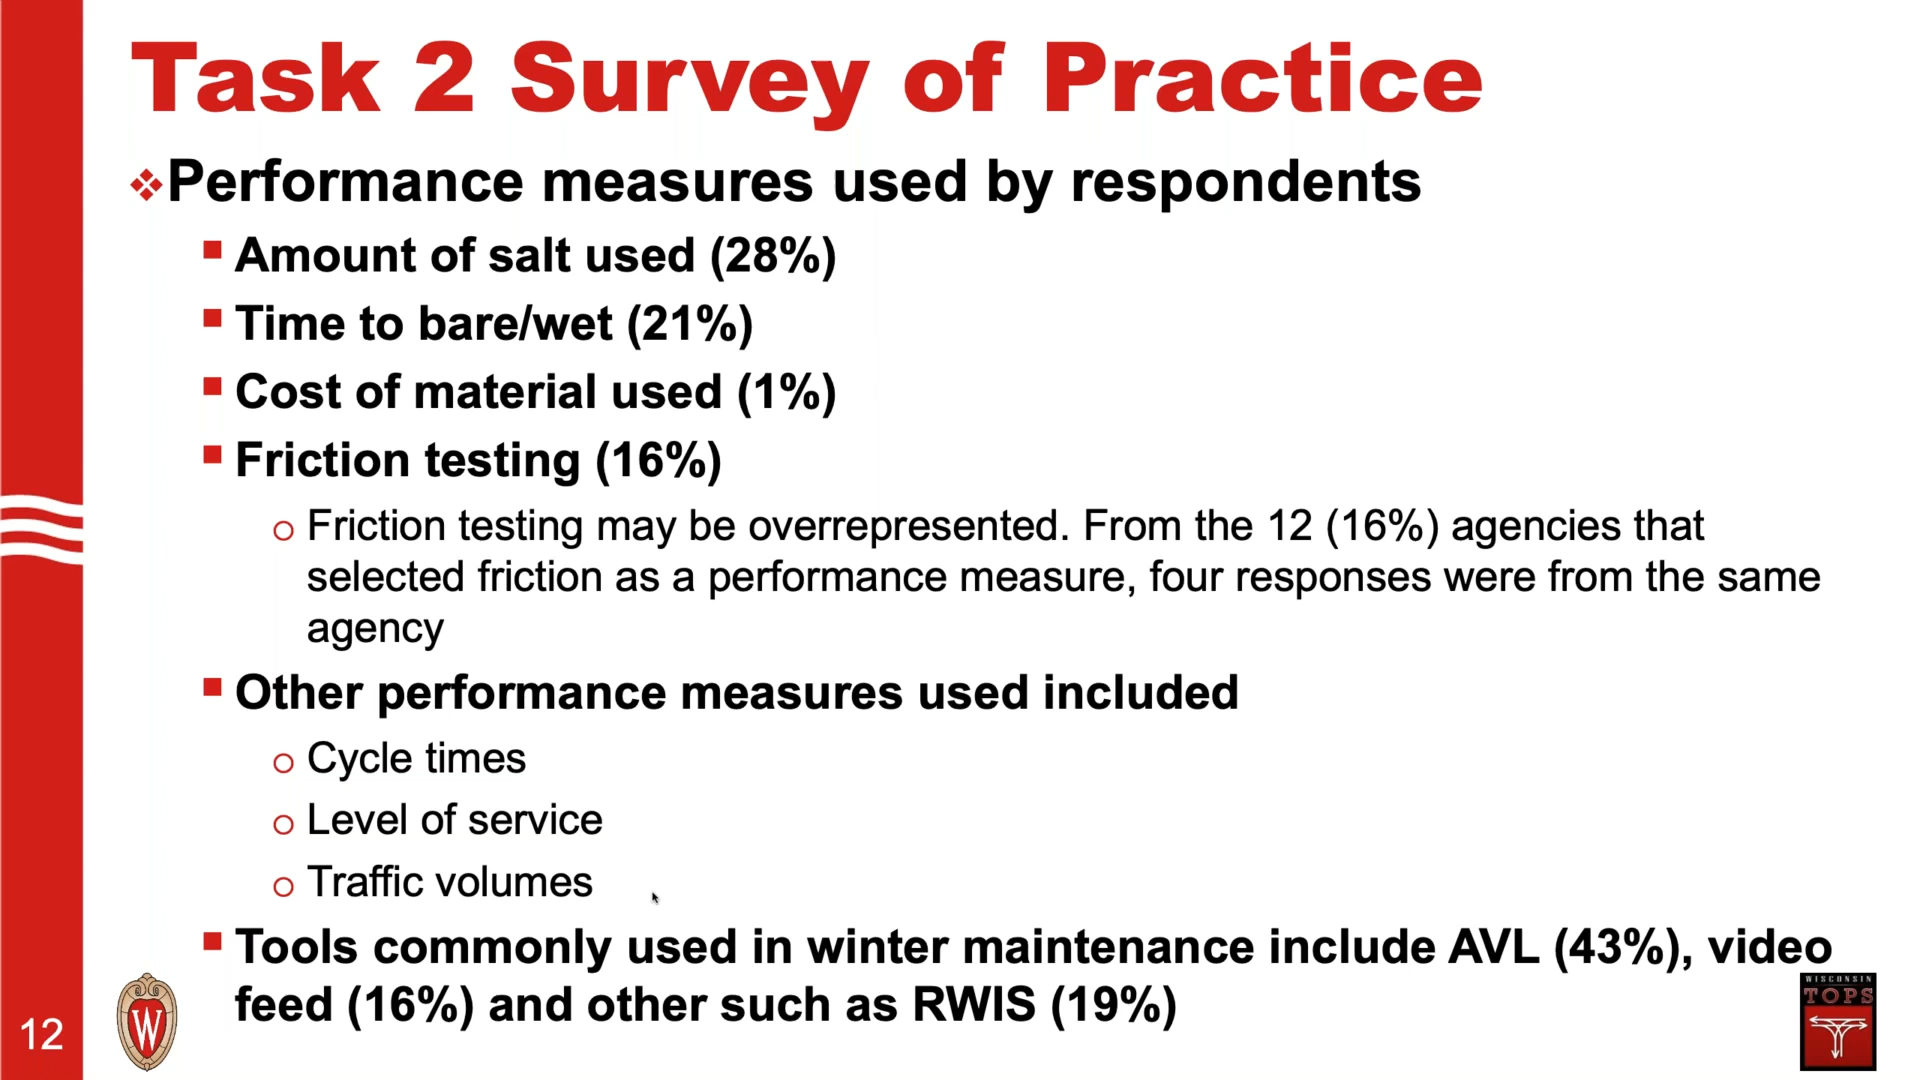 Task 2 Survey of Practice
❖Performance measures used by respondents
▪ Amount of salt used (28%)
▪ Time to bare/wet (21%)
▪ Cost of material used (1%)
▪ Friction testing (16%)
o Friction testing may be overrepresented. From the 12 (16%) agencies that
selected friction as a performance measure, four responses were from the same
agency
▪ Other performance measures used included
o Cycle times
o Level of service
o Traffic volumes
▪ Tools commonly used in winter maintenance include AVL (43%), video
feed (16%) and other such as RWIS (19%)
12
W
WISCONSIN
TOPS